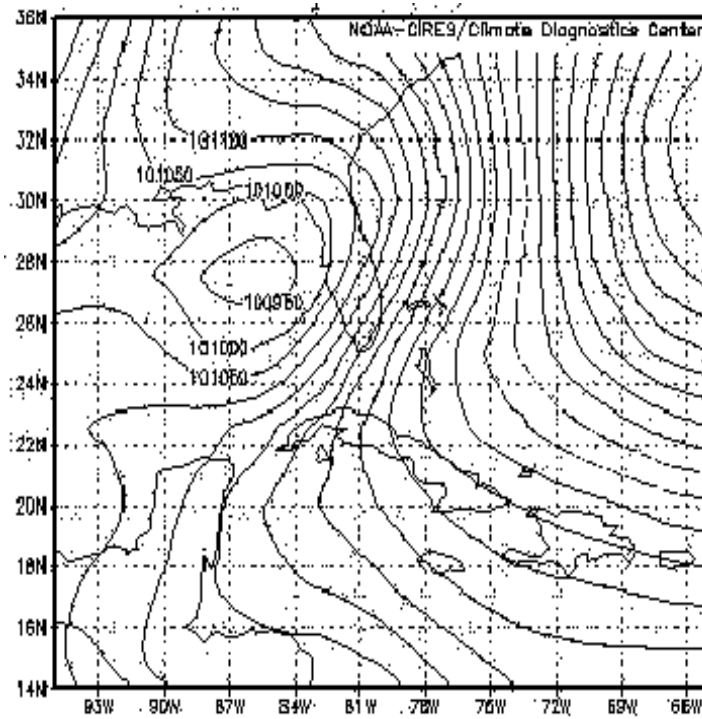 36N
NOAA-CIRES/Climate Diagnostics Center
34N
32N
101100
101050
101000
30N
28N
100950
26N
101000
101050
24N
22N
20N
18N
16N
14N
93W 90W 87W 84W 81W 78W 75W 72W 69W 66W